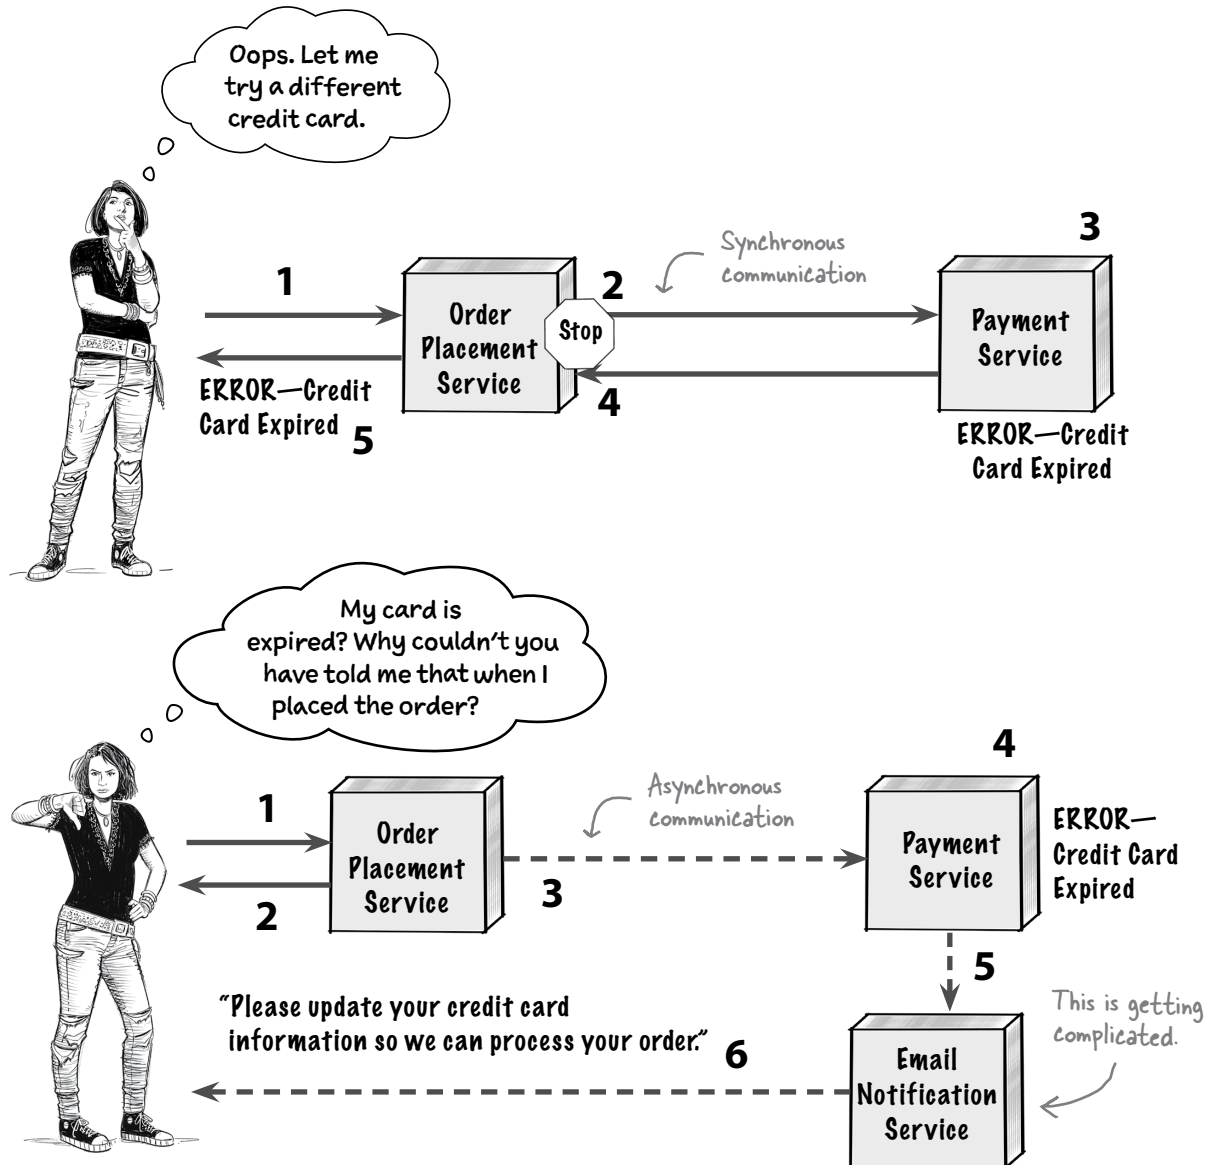 Oops. Let me
try a different
credit card.
1
Order
Placement
Service
Stop
2
Synchronous
communication
3
Payment
Service
4
ERROR—Credit
Card Expired
5
ERROR—Credit
Card Expired
My card is
expired? Why couldn't you
have told me that when I
placed the order?
1
Order
Placement
Service
2
3
Asynchronous
communication
4
Payment
Service
ERROR—
Credit Card
Expired
5
"Please update your credit card
information so we can process your order."
6
Email
Notification
Service
This is getting
complicated.